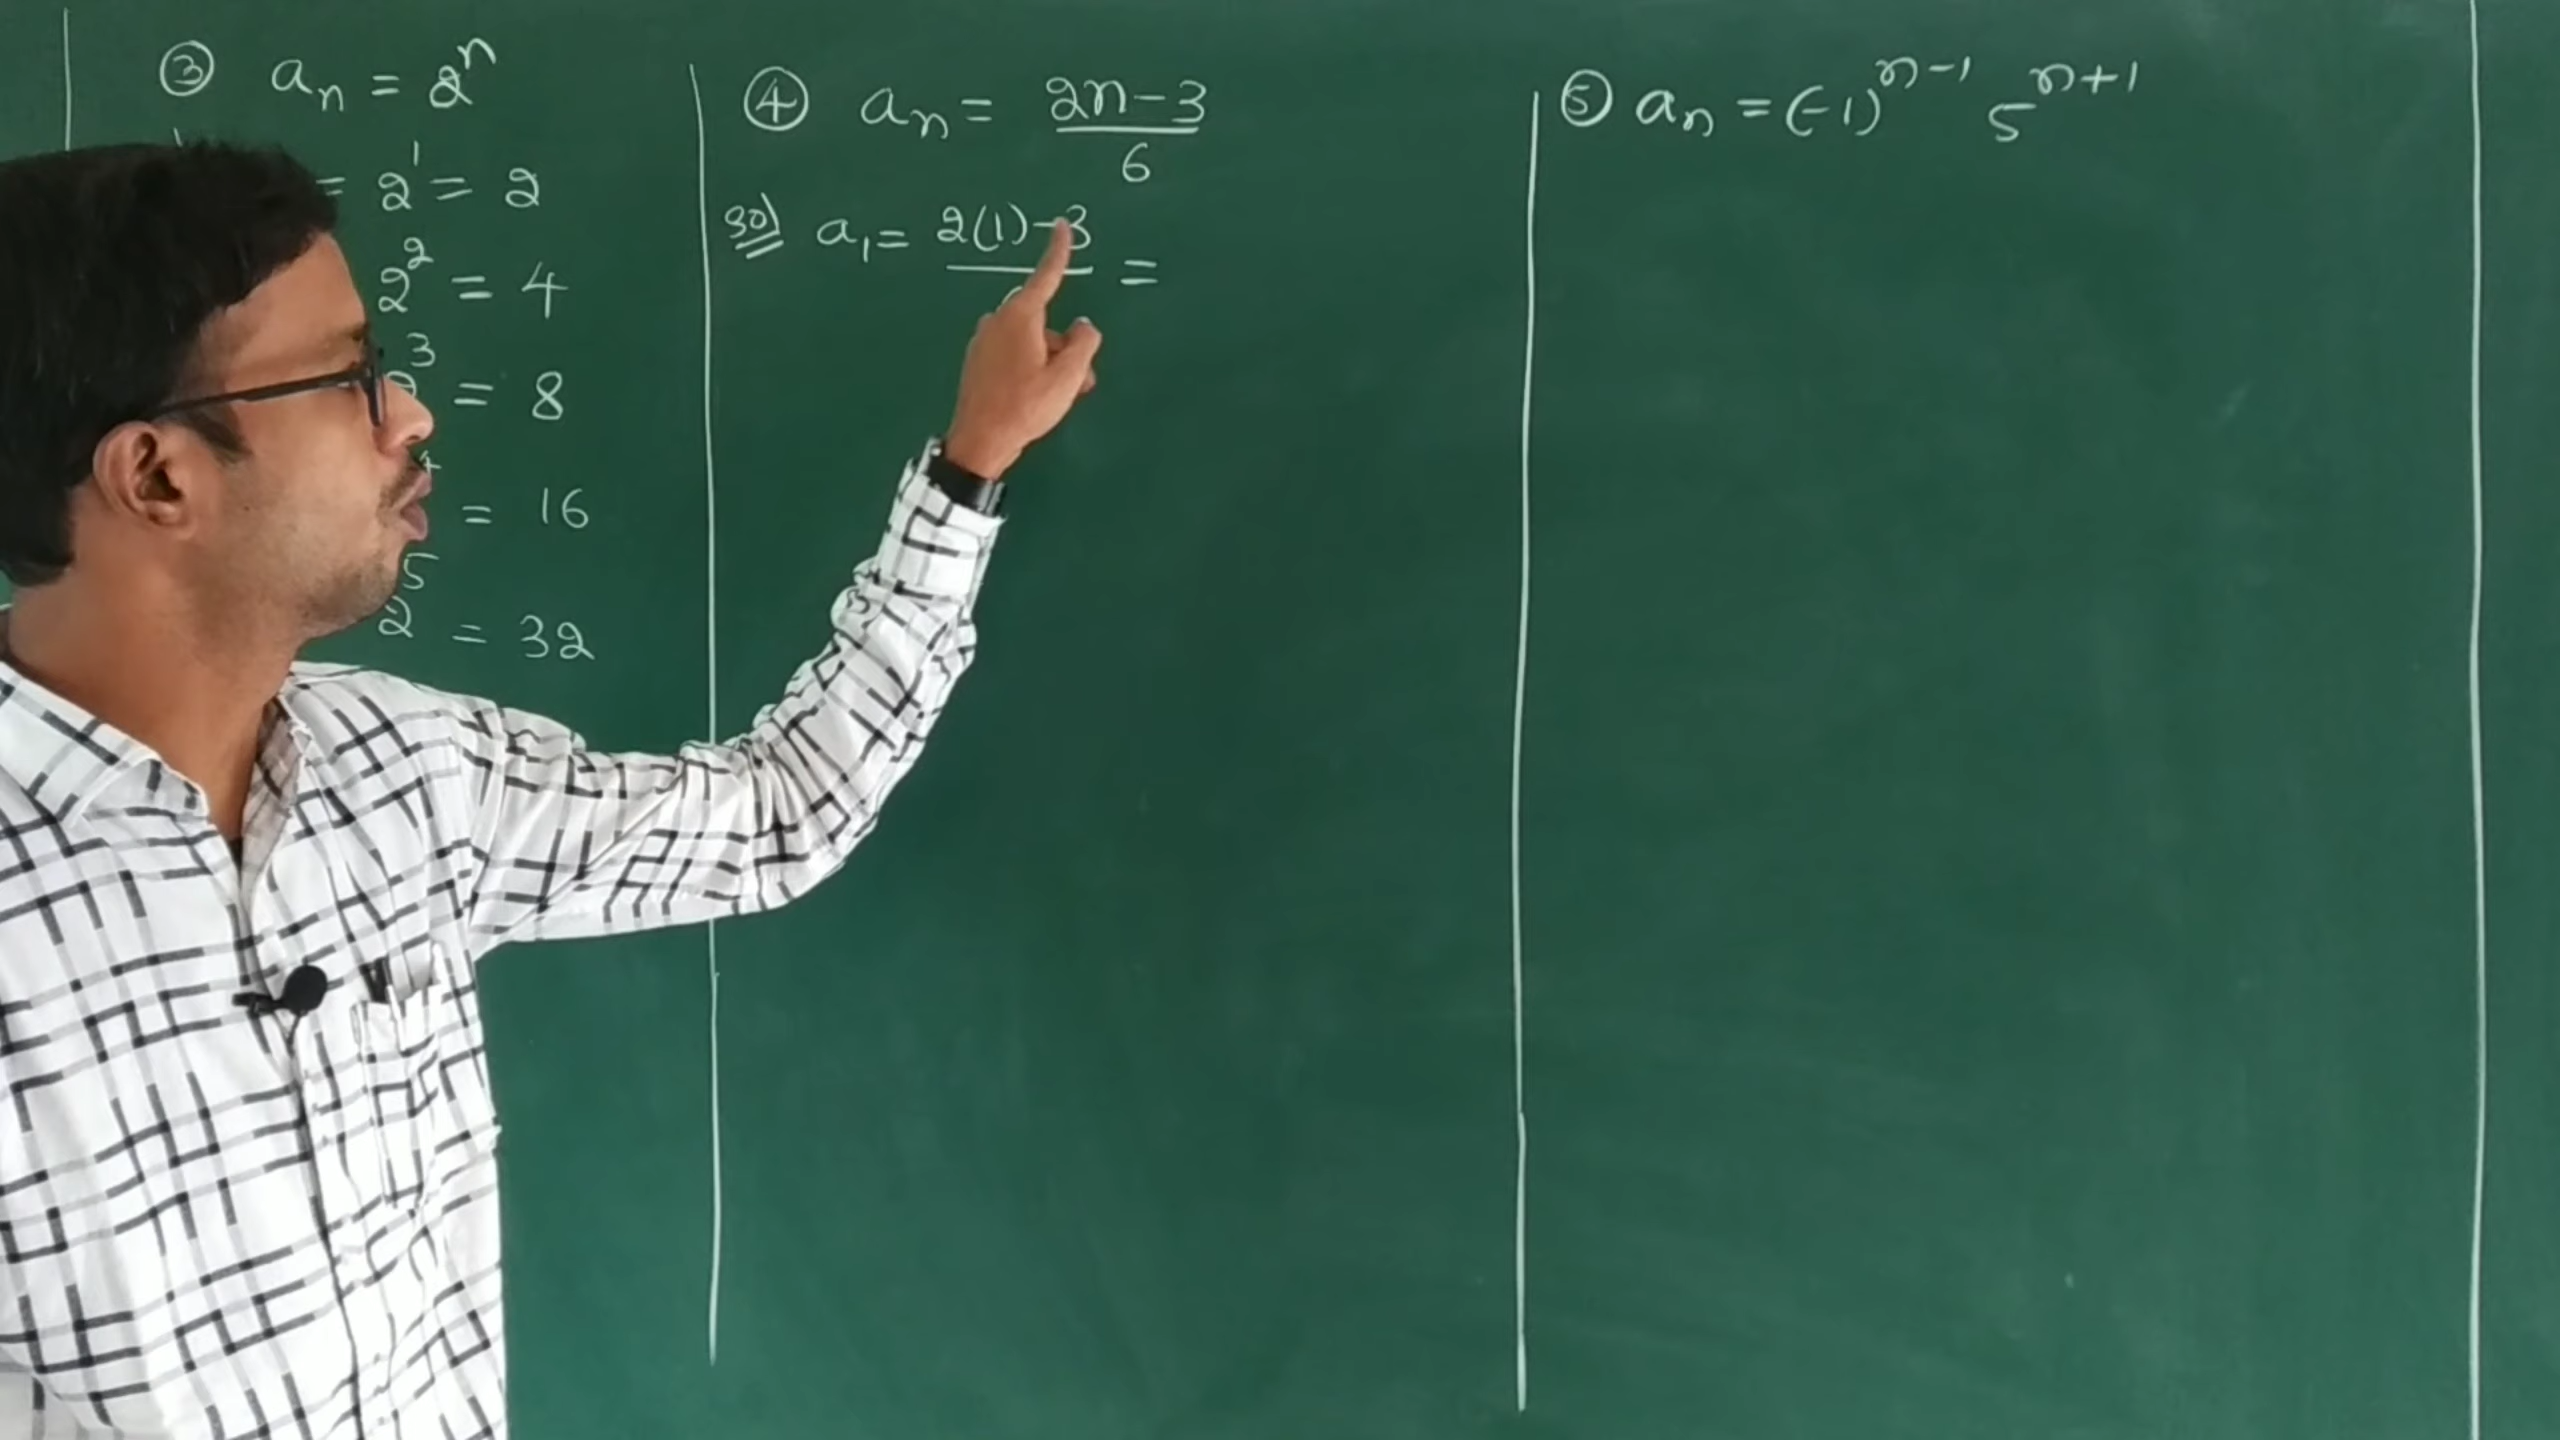 ③ aₙ = 2ⁿ
= 2¹ = 2
2² = 4
2³ = 8
= 16
2⁵ = 32
④ aₙ = (2n-3)/6
Sol a₁ = 2(1)-3 =
⑤ aₙ = (-1)ⁿ⁻¹ 5ⁿ⁺¹